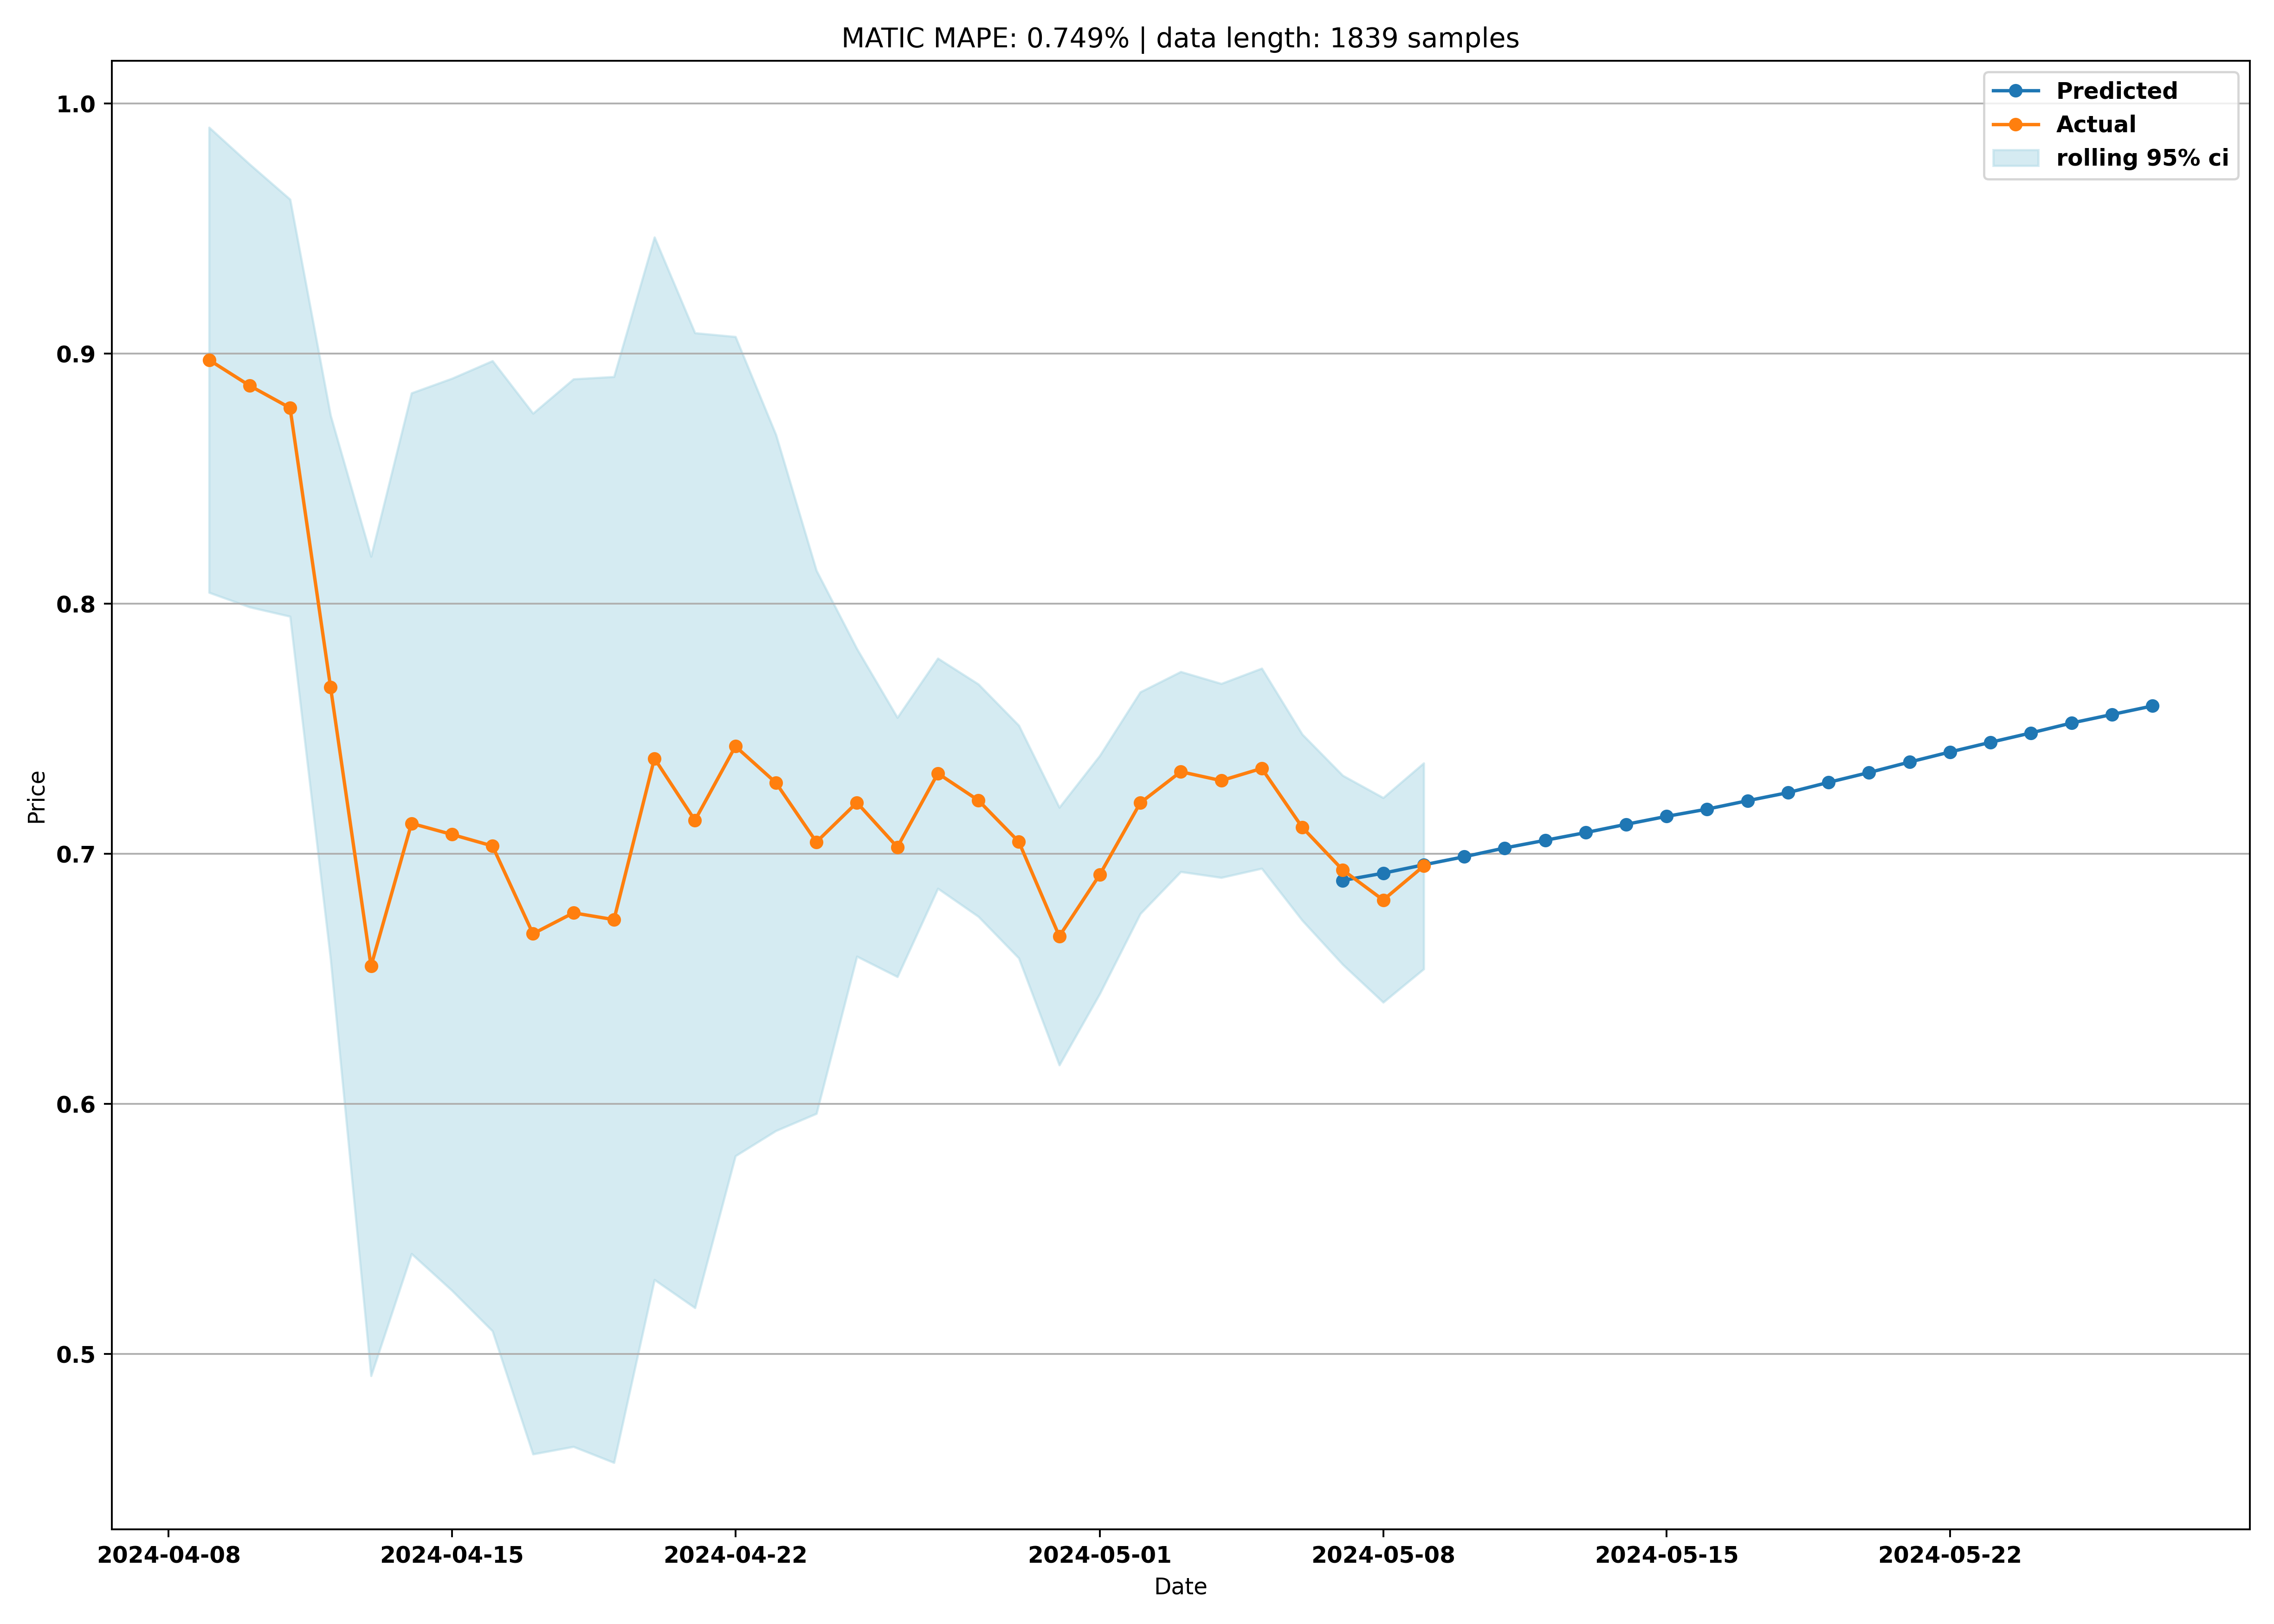 MATIC MAPE: 0.749% | data length: 1839 samples
Predicted
Actual
rolling 95% ci
1.0
0.9
0.8
0.7
0.6
0.5
Price
2024-04-08 2024-04-15 2024-04-22 2024-05-01 2024-05-08 2024-05-15 2024-05-22
Date